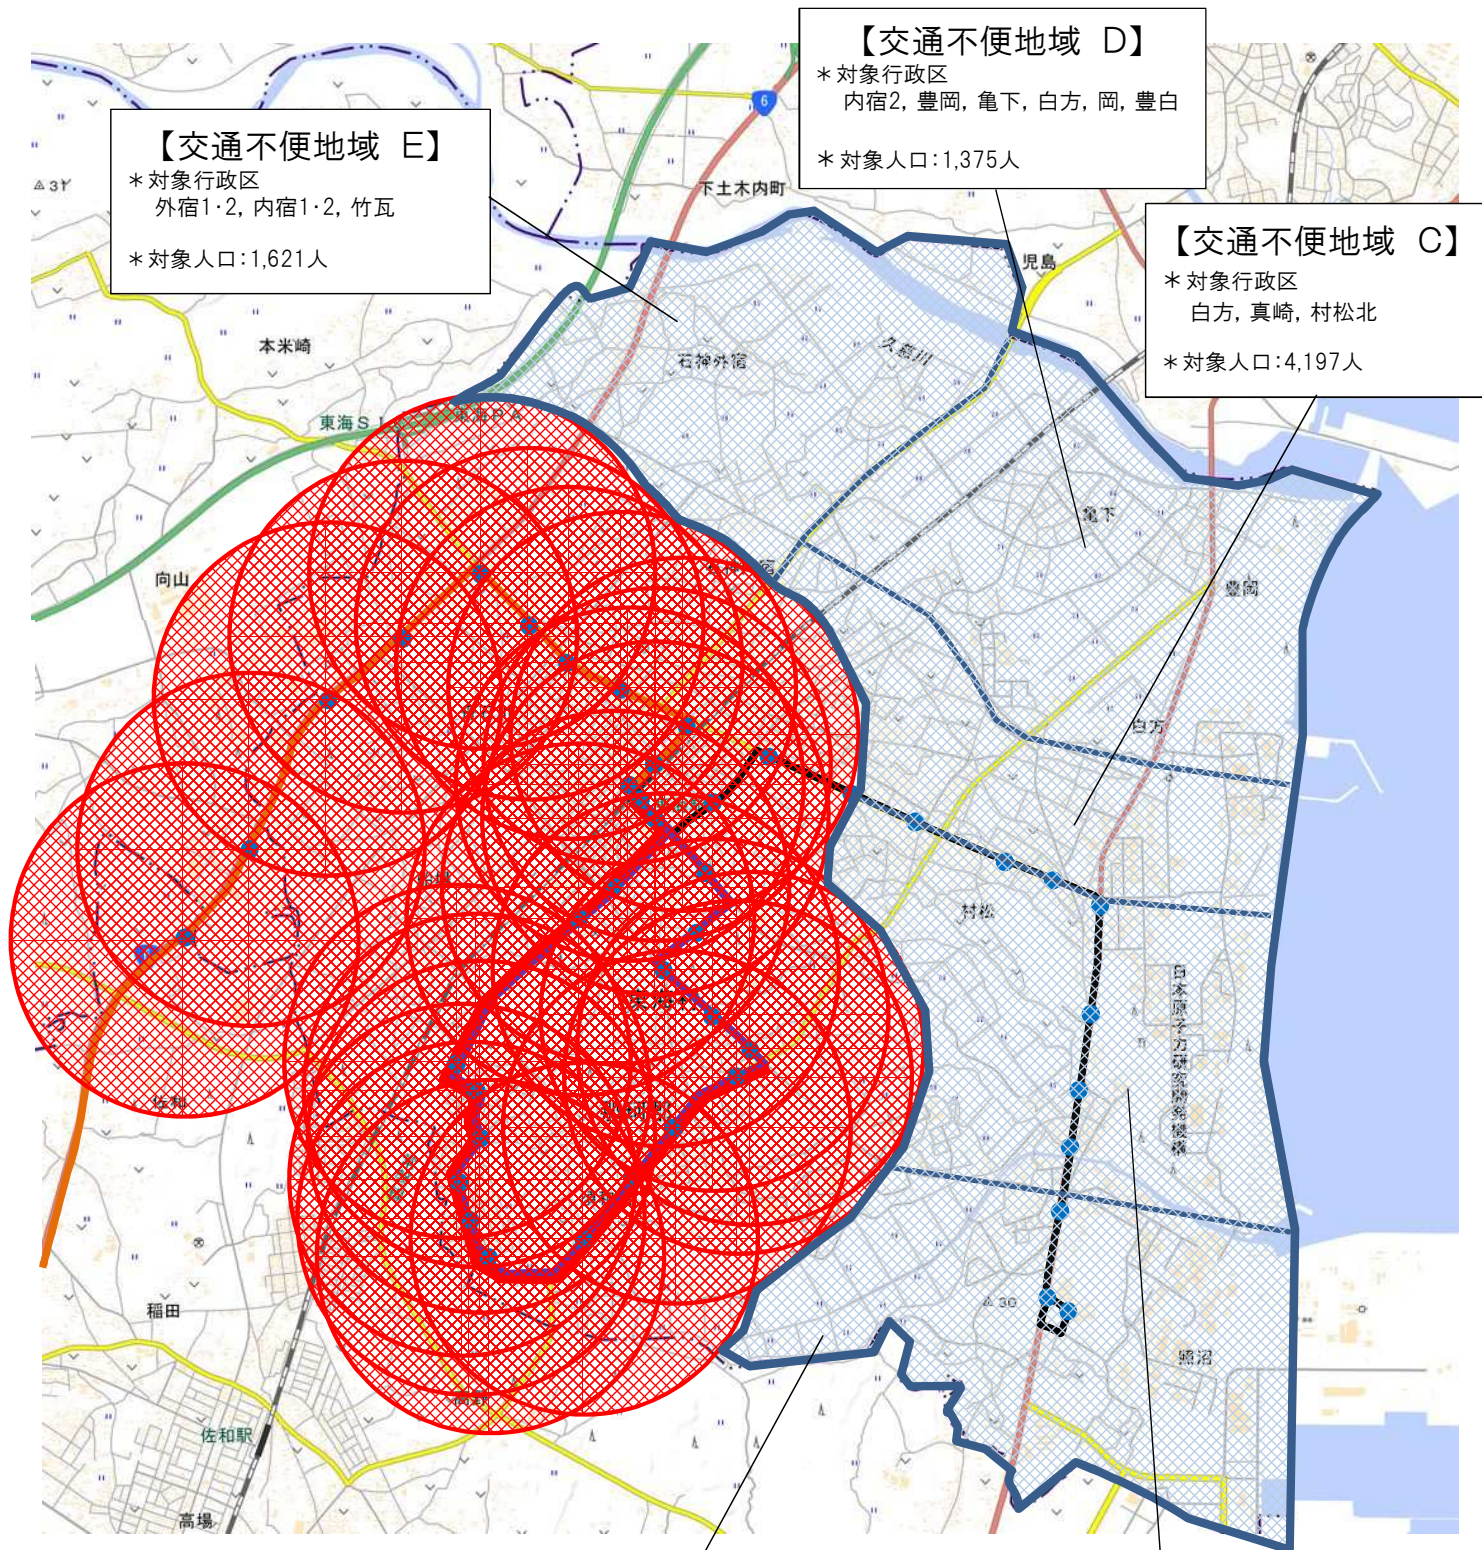 【交通不便地域 D】
＊対象行政区
内宿2, 豊岡, 亀下, 白方, 岡, 豊白
＊対象人口：1,375人
【交通不便地域 E】
＊対象行政区
外宿1・2, 内宿1・2, 竹瓦
＊対象人口：1,621人
【交通不便地域 C】
＊対象行政区
白方, 真崎, 村松北
＊対象人口：4,197人
6
下土木内町
児島
本米崎
石神外宿
久慈川
亀下
豊岡
向山
白方
村松
東海村
日本原子力研究開発機構
佐和
稲田
30
照沼
佐和駅
高場